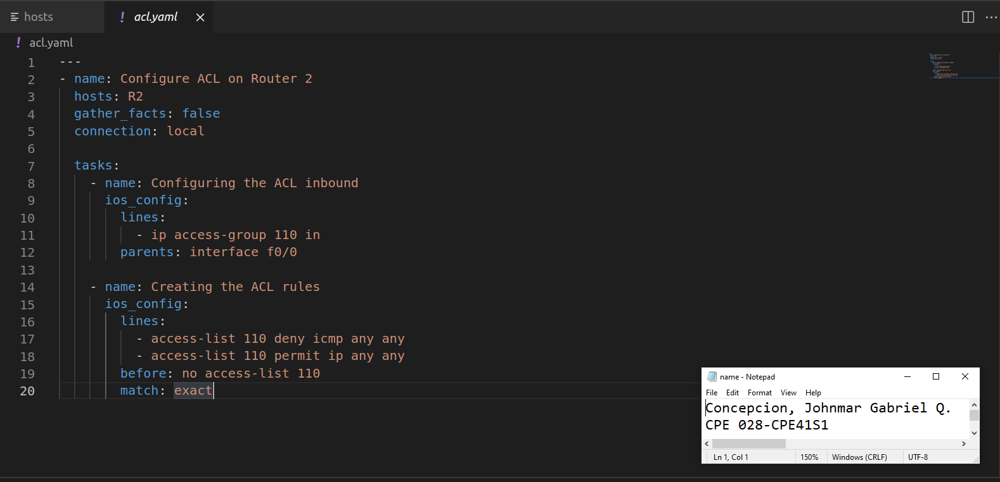 hosts
! acl.yaml
! acl.yaml
1 ---
2 - name: Configure ACL on Router 2
3 hosts: R2
4 gather_facts: false
5 connection: local
6
7 tasks:
8 - name: Configuring the ACL inbound
9 ios_config:
10 lines:
11 - ip access-group 110 in
12 parents: interface f0/0
13
14 - name: Creating the ACL rules
15 ios_config:
16 lines:
17 - access-list 110 deny icmp any any
18 - access-list 110 permit ip any any
19 before: no access-list 110
20 match: exact
name - Notepad
File Edit Format View Help
Concepcion, Johnmar Gabriel Q.
CPE 028-CPE41S1
Ln 1, Col 1 150% Windows (CRLF) UTF-8